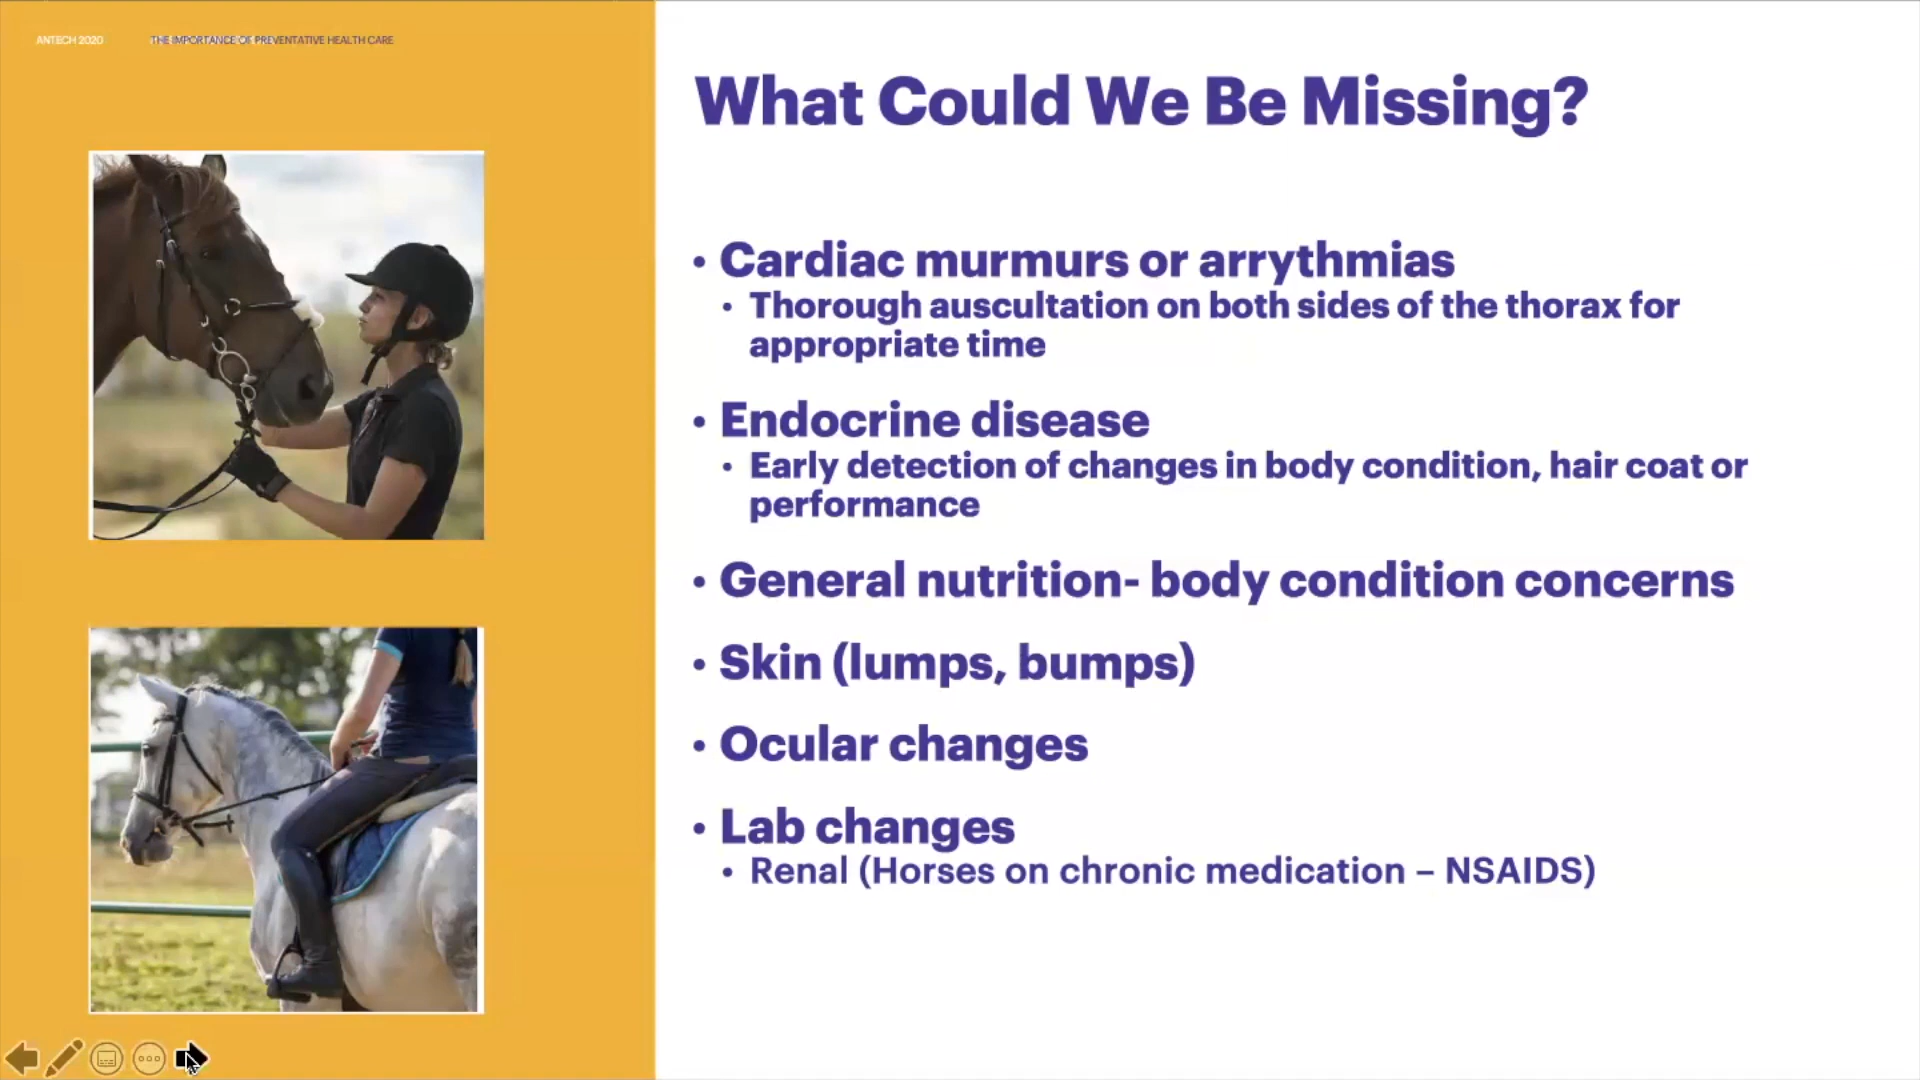 ANTECH 2020
THE IMPORTANCE OF PREVENTATIVE HEALTH CARE
What Could We Be Missing?
• Cardiac murmurs or arrythmias
• Thorough auscultation on both sides of the thorax for
appropriate time
• Endocrine disease
• Early detection of changes in body condition, hair coat or
performance
• General nutrition- body condition concerns
• Skin (lumps, bumps)
• Ocular changes
• Lab changes
• Renal (Horses on chronic medication – NSAIDS)